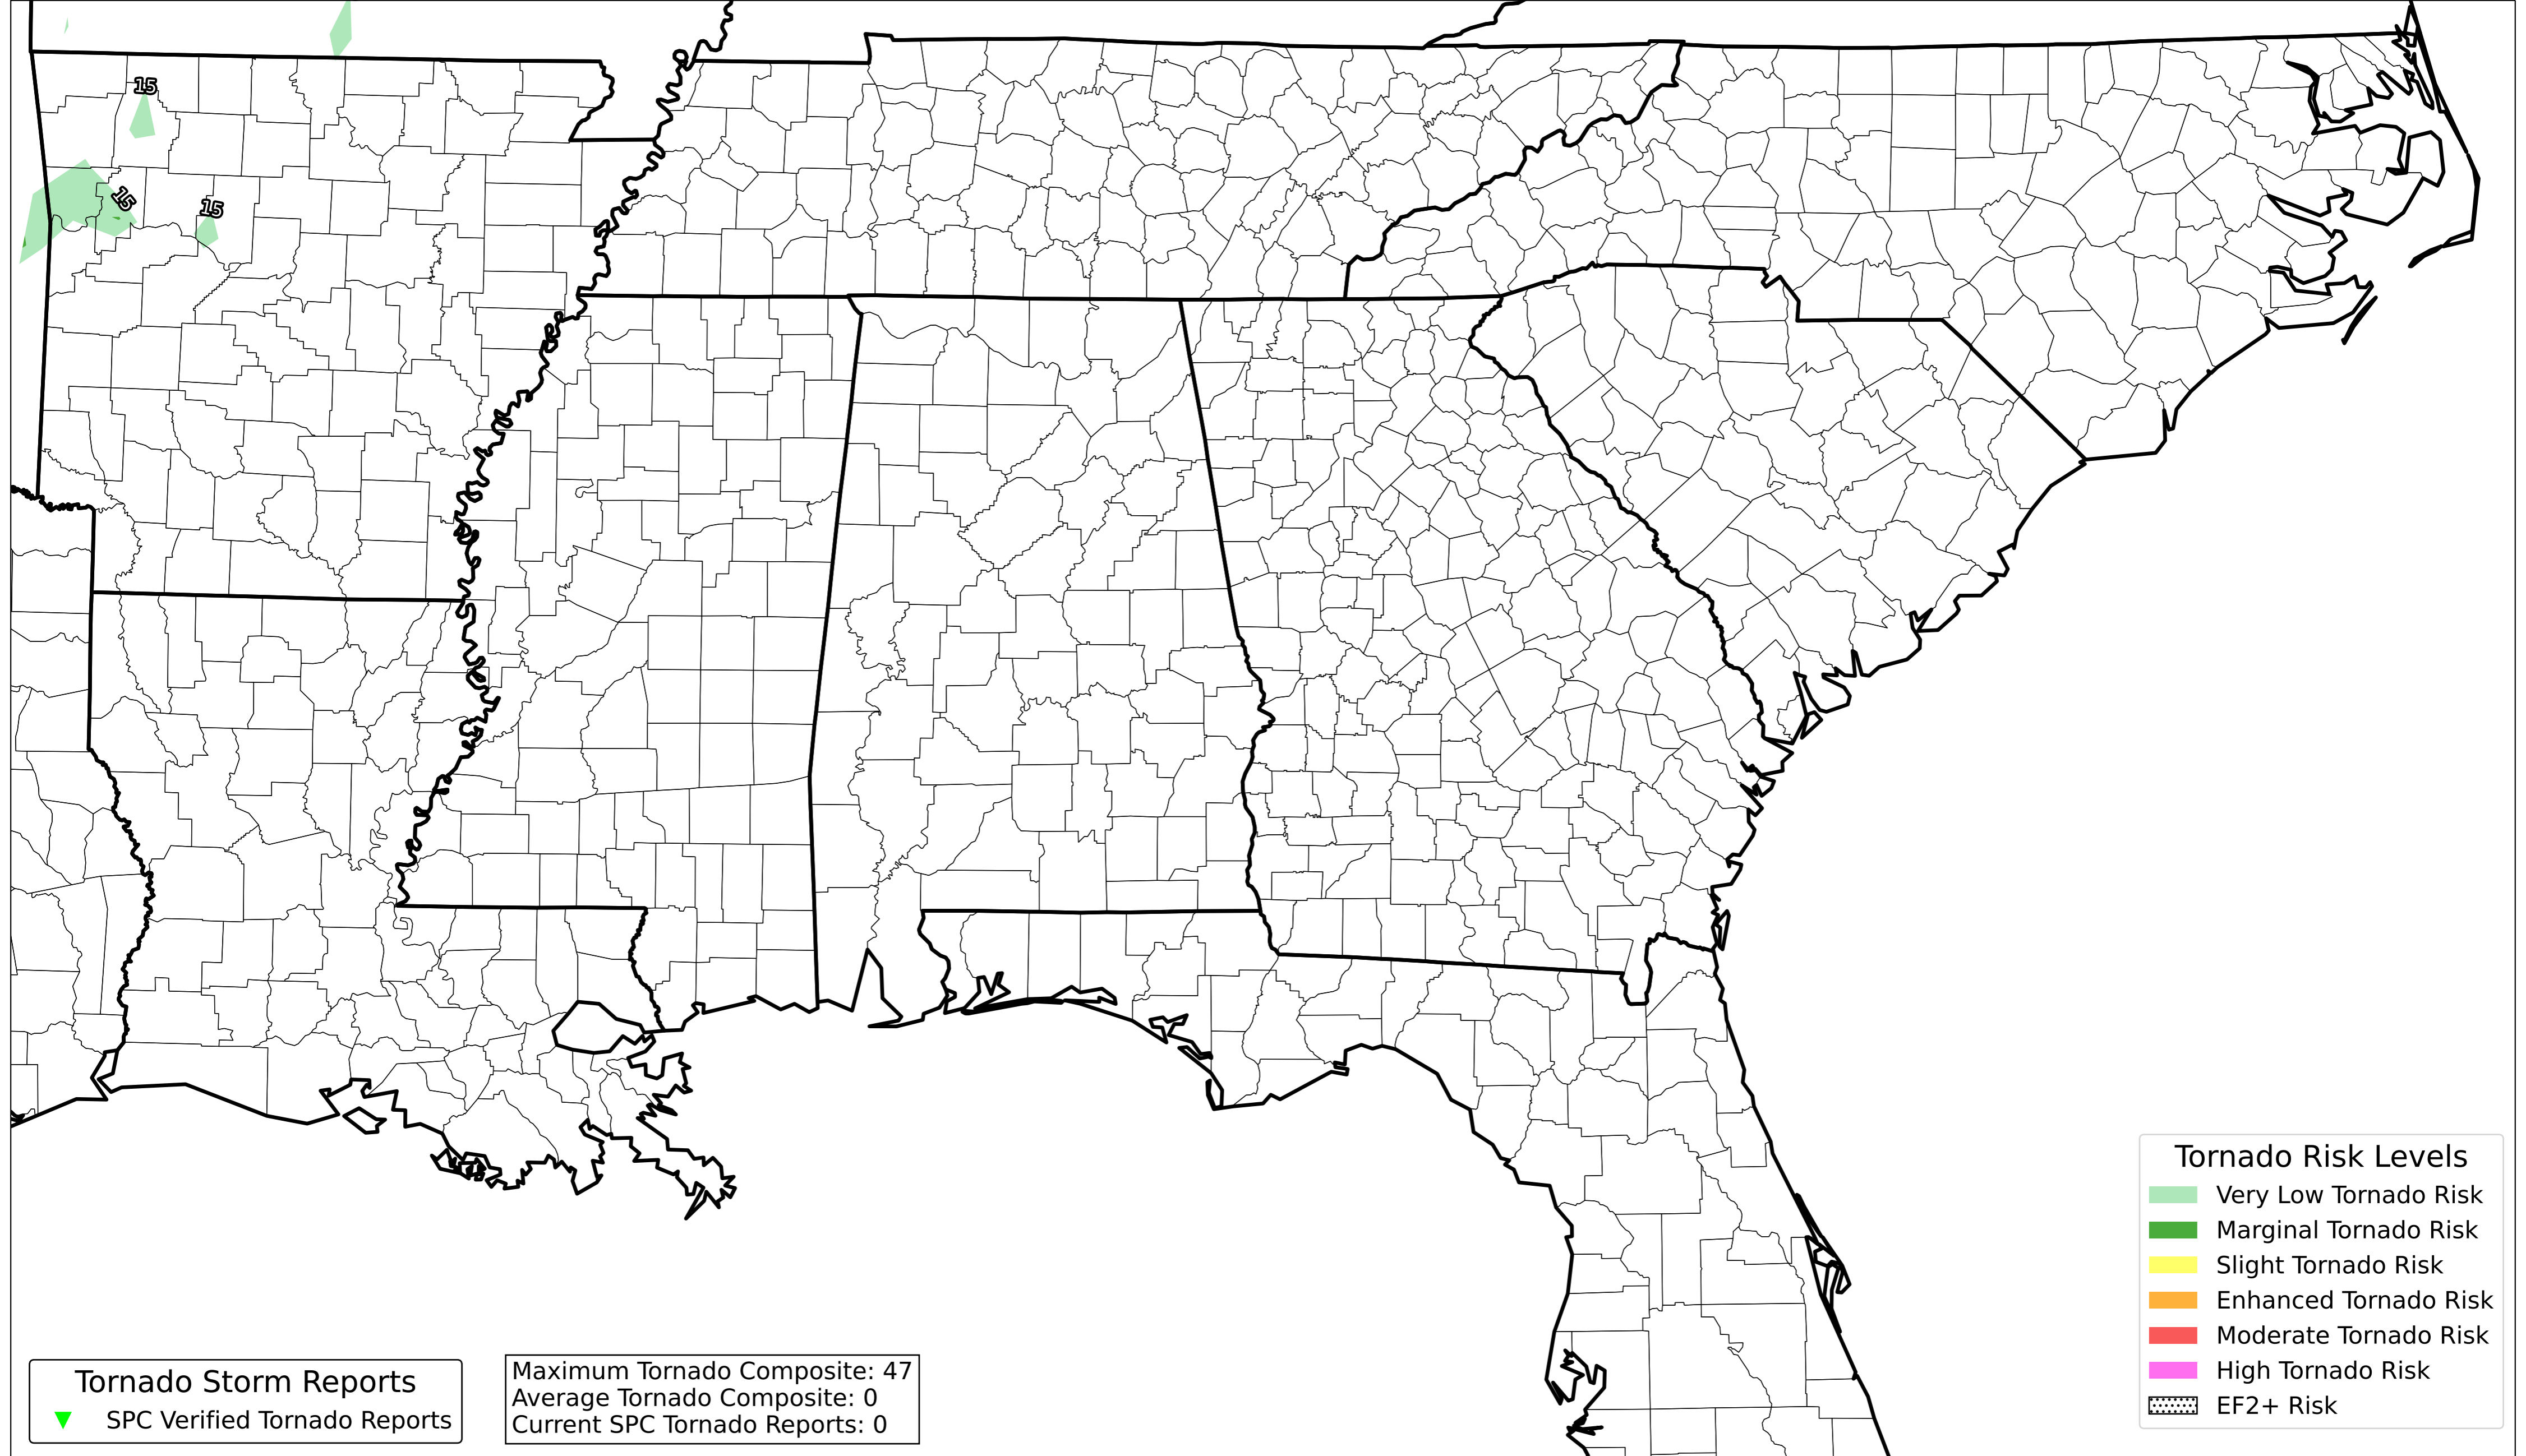 15
15
15
Tornado Risk Levels
Very Low Tornado Risk
Marginal Tornado Risk
Slight Tornado Risk
Enhanced Tornado Risk
Moderate Tornado Risk
High Tornado Risk
EF2+ Risk
Tornado Storm Reports
SPC Verified Tornado Reports
Maximum Tornado Composite: 47
Average Tornado Composite: 0
Current SPC Tornado Reports: 0